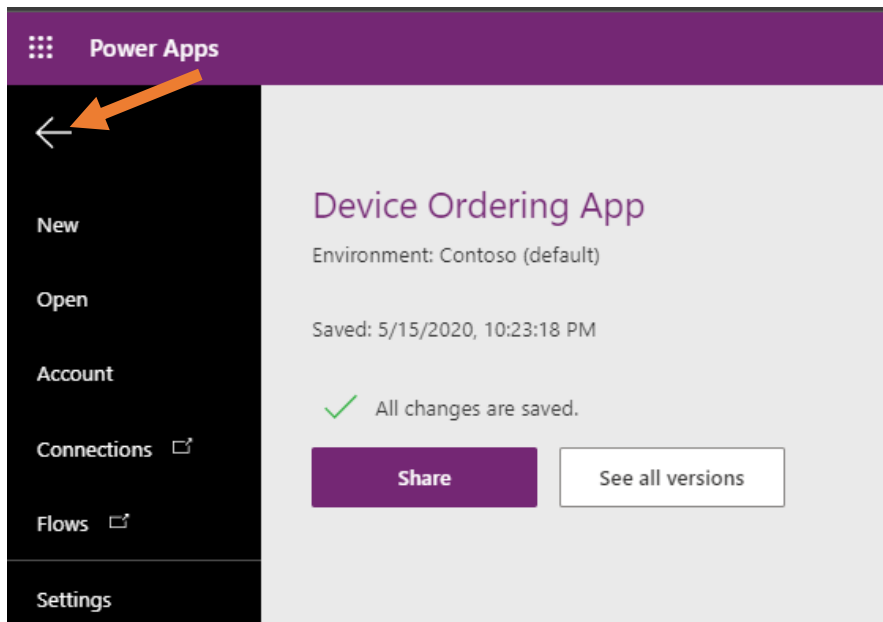 Power Apps
New
Open
Account
Connections
Flows
Settings
Device Ordering App
Environment: Contoso (default)
Saved: 5/15/2020, 10:23:18 PM
All changes are saved.
Share
See all versions